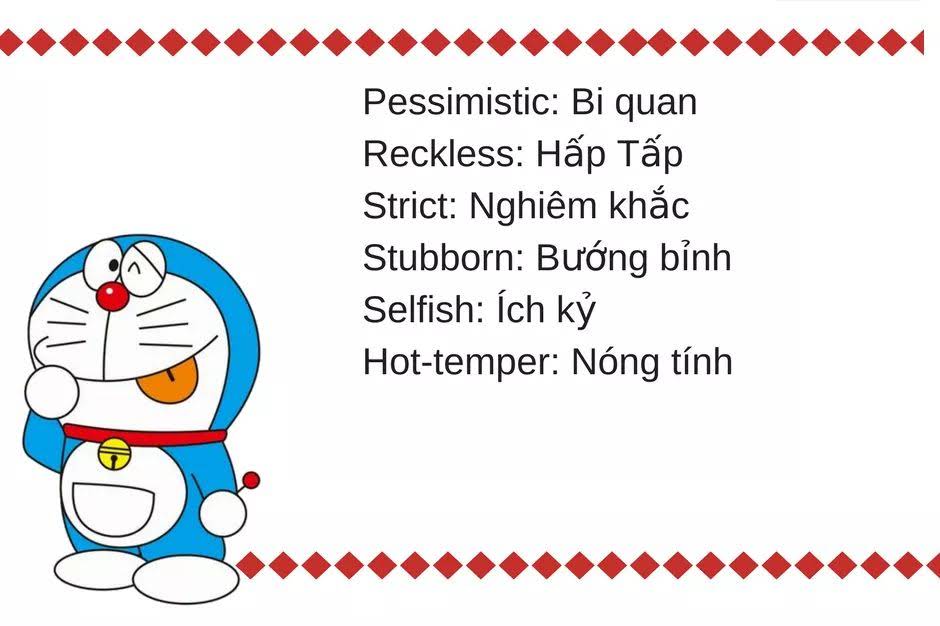 Pessimistic: Bi quan
Reckless: Hấp Tấp
Strict: Nghiêm khắc
Stubborn: Bướng bỉnh
Selfish: Ích kỷ
Hot-temper: Nóng tính